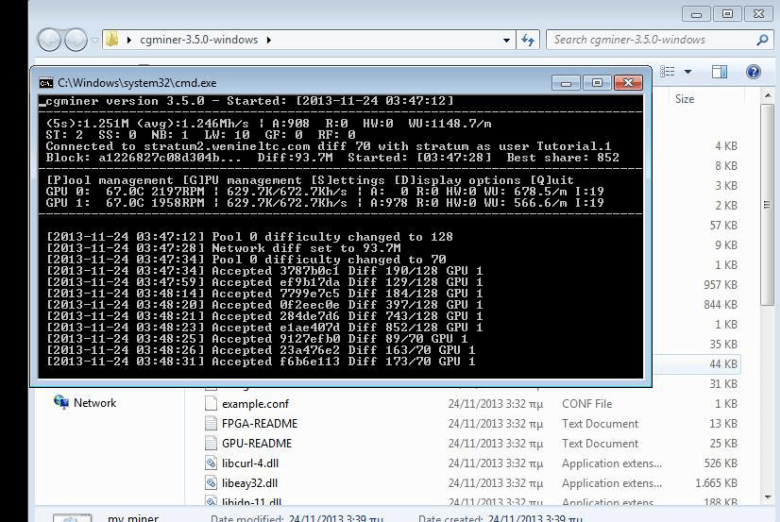 cgminer-3.5.0-windows
Search cgminer-3.5.0-windows
C:\Windows\system32\cmd.exe
cgminer version 3.5.0 - Started: [2013-11-24 03:47:12]
(5s):1.251M (avg):1.246Mh/s | A:908 R:0 HW:0 WU:1148.7/m
ST: 2 SS: 0 NB: 1 LW: 10 GF: 0 RF: 0
Connected to stratum2.wemineltc.com diff 70 with stratum as user Tutorial.1
Block: a1226827c08d304b... Diff:93.7M Started: [03:47:28] Best share: 852
[P]ool management [G]PU management [S]ettings [D]isplay options [Q]uit
GPU 0: 67.0C 2197RPM | 629.7K/672.7Kh/s | A: 0 R:0 HW:0 WU: 678.5/m I:19
GPU 1: 67.0C 1958RPM | 629.6K/672.7Kh/s | A:978 R:0 HW:0 WU: 566.6/m I:19
[2013-11-24 03:47:12] Pool 0 difficulty changed to 128
[2013-11-24 03:47:28] Network diff set to 93.7M
[2013-11-24 03:47:34] Pool 0 difficulty changed to 70
[2013-11-24 03:47:34] Accepted 3787b0c1 Diff 190/128 GPU 1
[2013-11-24 03:47:59] Accepted ef9b17da Diff 129/128 GPU 1
[2013-11-24 03:48:14] Accepted 7799e7c5 Diff 184/128 GPU 1
[2013-11-24 03:48:20] Accepted 0f2eec0e Diff 397/128 GPU 1
[2013-11-24 03:48:21] Accepted 284de7d6 Diff 743/128 GPU 1
[2013-11-24 03:48:23] Accepted e1ae407d Diff 852/128 GPU 1
[2013-11-24 03:48:25] Accepted 9127efb0 Diff 89/70 GPU 1
[2013-11-24 03:48:26] Accepted 23a476e2 Diff 163/70 GPU 1
[2013-11-24 03:48:31] Accepted f6b6e113 Diff 173/70 GPU 1
Size
4 KB
8 KB
3 KB
2 KB
57 KB
9 KB
1 KB
957 KB
844 KB
1 KB
35 KB
44 KB
31 KB
Network
example.conf 24/11/2013 3:32 πμ CONF File 1 KB
FPGA-README 24/11/2013 3:32 πμ Text Document 13 KB
GPU-README 24/11/2013 3:32 πμ Text Document 25 KB
libcurl-4.dll 24/11/2013 3:32 πμ Application extens... 526 KB
libeay32.dll 24/11/2013 3:32 πμ Application extens... 1.665 KB
libidn-11.dll 24/11/2013 3:32 πμ Application extens... 188 KB
my miner Date modified: 24/11/2013 3:39 πμ Date created: 24/11/2013 3:39 πμ